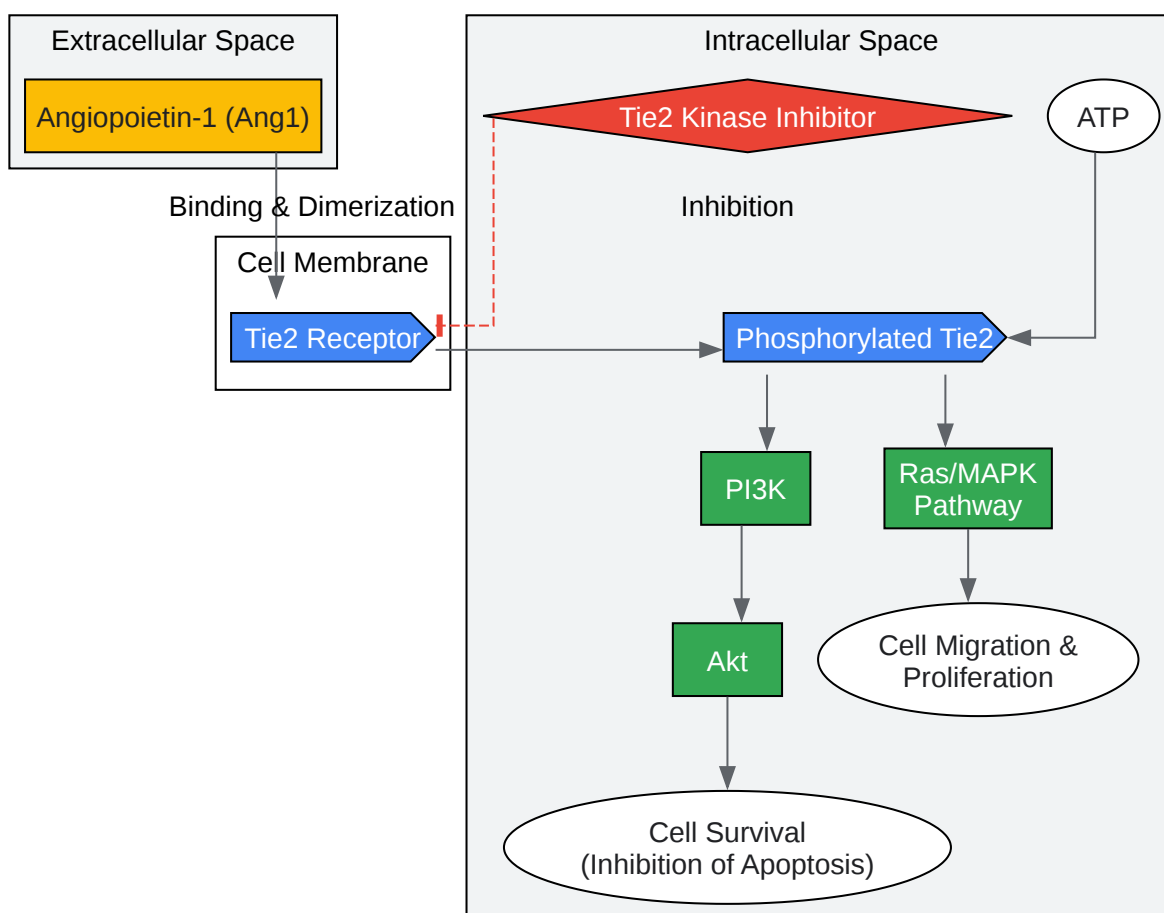 Extracellular Space
Intracellular Space
Angiopoietin-1 (Ang1)
Tie2 Kinase Inhibitor
ATP
Binding & Dimerization
Inhibition
Cell Membrane
Tie2 Receptor
Phosphorylated Tie2
PI3K
Ras/MAPK
Pathway
Akt
Cell Migration &
Proliferation
Cell Survival
(Inhibition of Apoptosis)